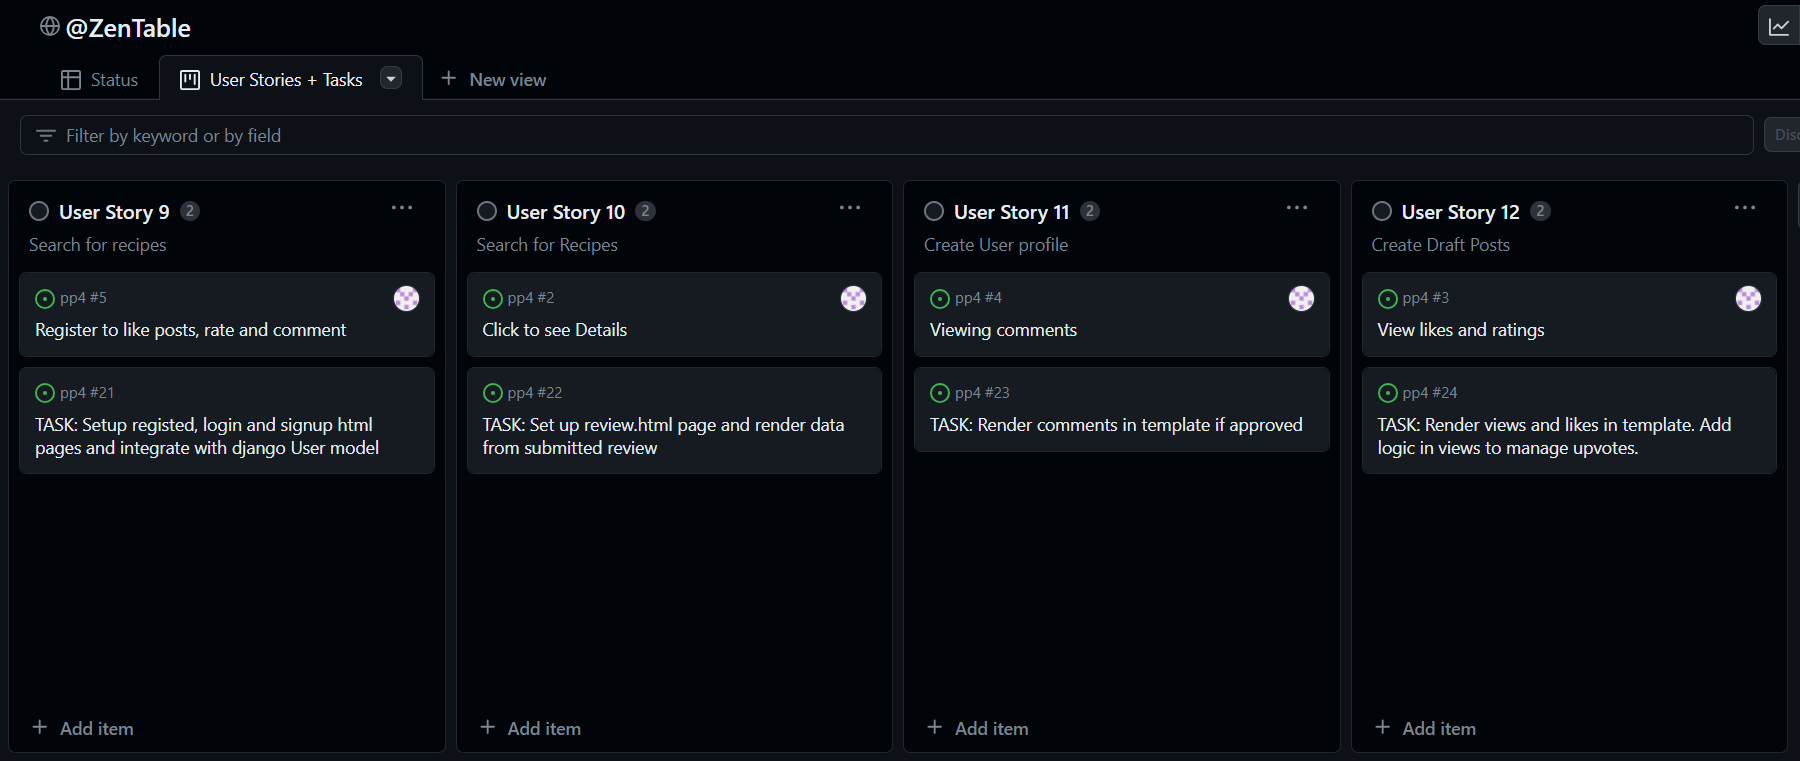 @ZenTable
Status
User Stories + Tasks
New view
Filter by keyword or by field
User Story 9 2
Search for recipes
pp4 #5
Register to like posts, rate and comment
pp4 #21
TASK: Setup registed, login and signup html
pages and integrate with django User model
Add item
User Story 10 2
Search for Recipes
pp4 #2
Click to see Details
pp4 #22
TASK: Set up review.html page and render data
from submitted review
Add item
User Story 11 2
Create User profile
pp4 #4
Viewing comments
pp4 #23
TASK: Render comments in template if approved
Add item
User Story 12 2
Create Draft Posts
pp4 #3
View likes and ratings
pp4 #24
TASK: Render views and likes in template. Add
logic in views to manage upvotes.
Add item